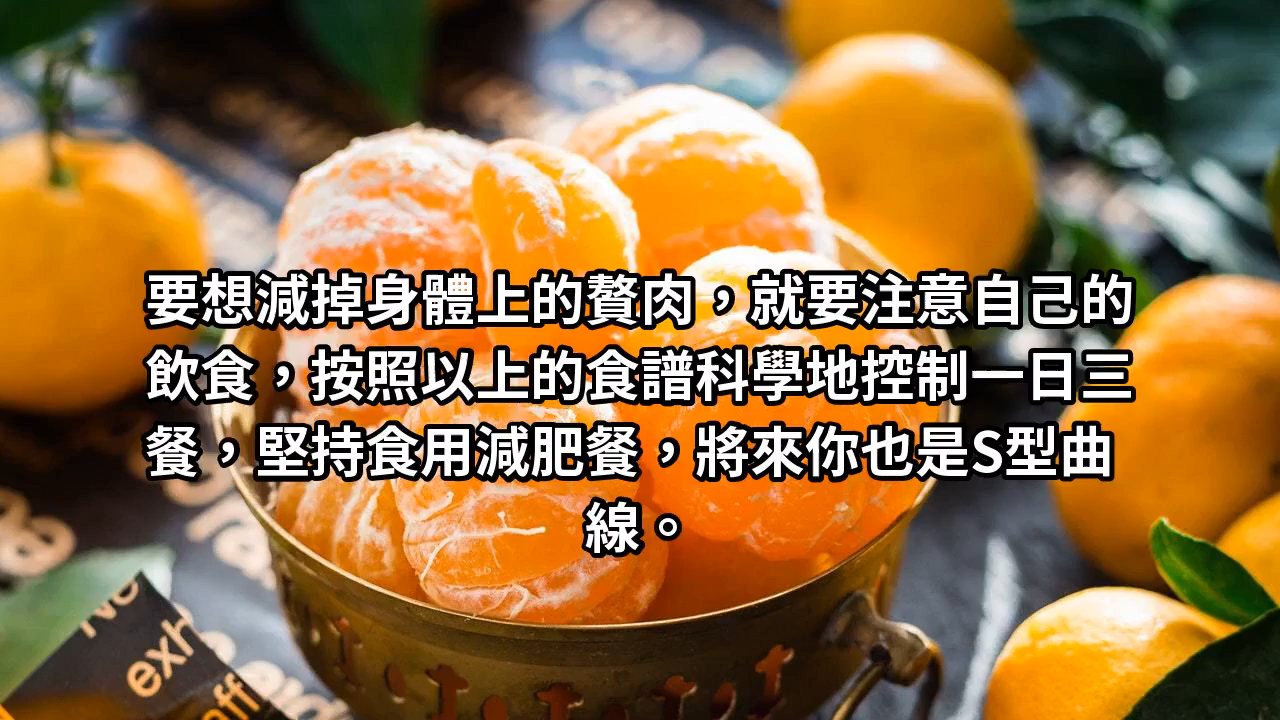 要想減掉身體上的贅肉，就要注意自己的
飲食，按照以上的食譜科學地控制一日三
餐，堅持食用減肥餐，將來你也是S型曲
線。
exh